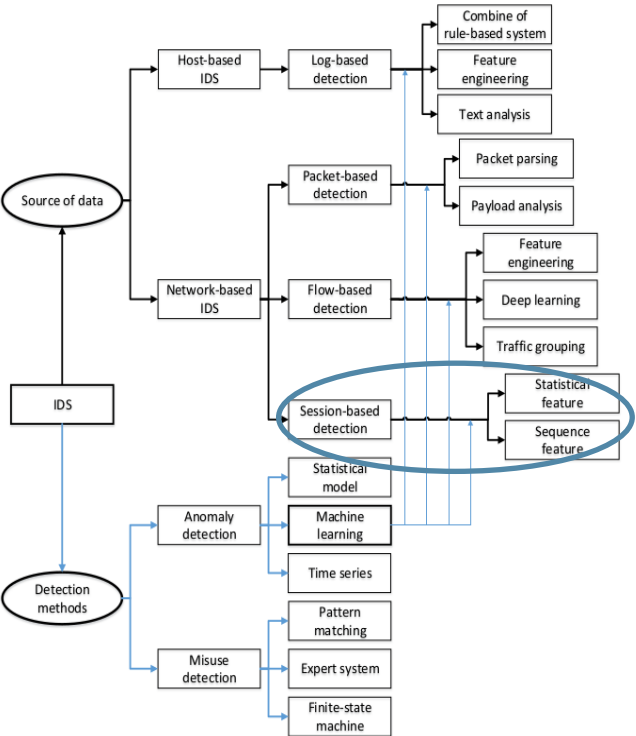 Combine of
rule-based system
Host-based
IDS
Log-based
detection
Feature
engineering
Text analysis
Packet-based
detection
Packet parsing
Payload analysis
Source of data
Feature
engineering
Network-based
IDS
Flow-based
detection
Deep learning
Traffic grouping
IDS
Session-based
detection
Statistical
feature
Sequence
feature
Statistical
model
Anomaly
detection
Machine
learning
Time series
Detection
methods
Pattern
matching
Misuse
detection
Expert system
Finite-state
machine